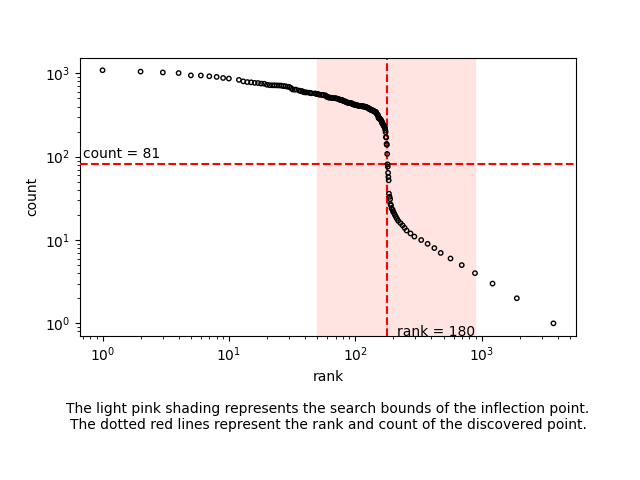 10³
10²
10¹
10⁰
count
count = 81
rank = 180
10⁰
10¹
10²
10³
rank
The light pink shading represents the search bounds of the inflection point.
The dotted red lines represent the rank and count of the discovered point.